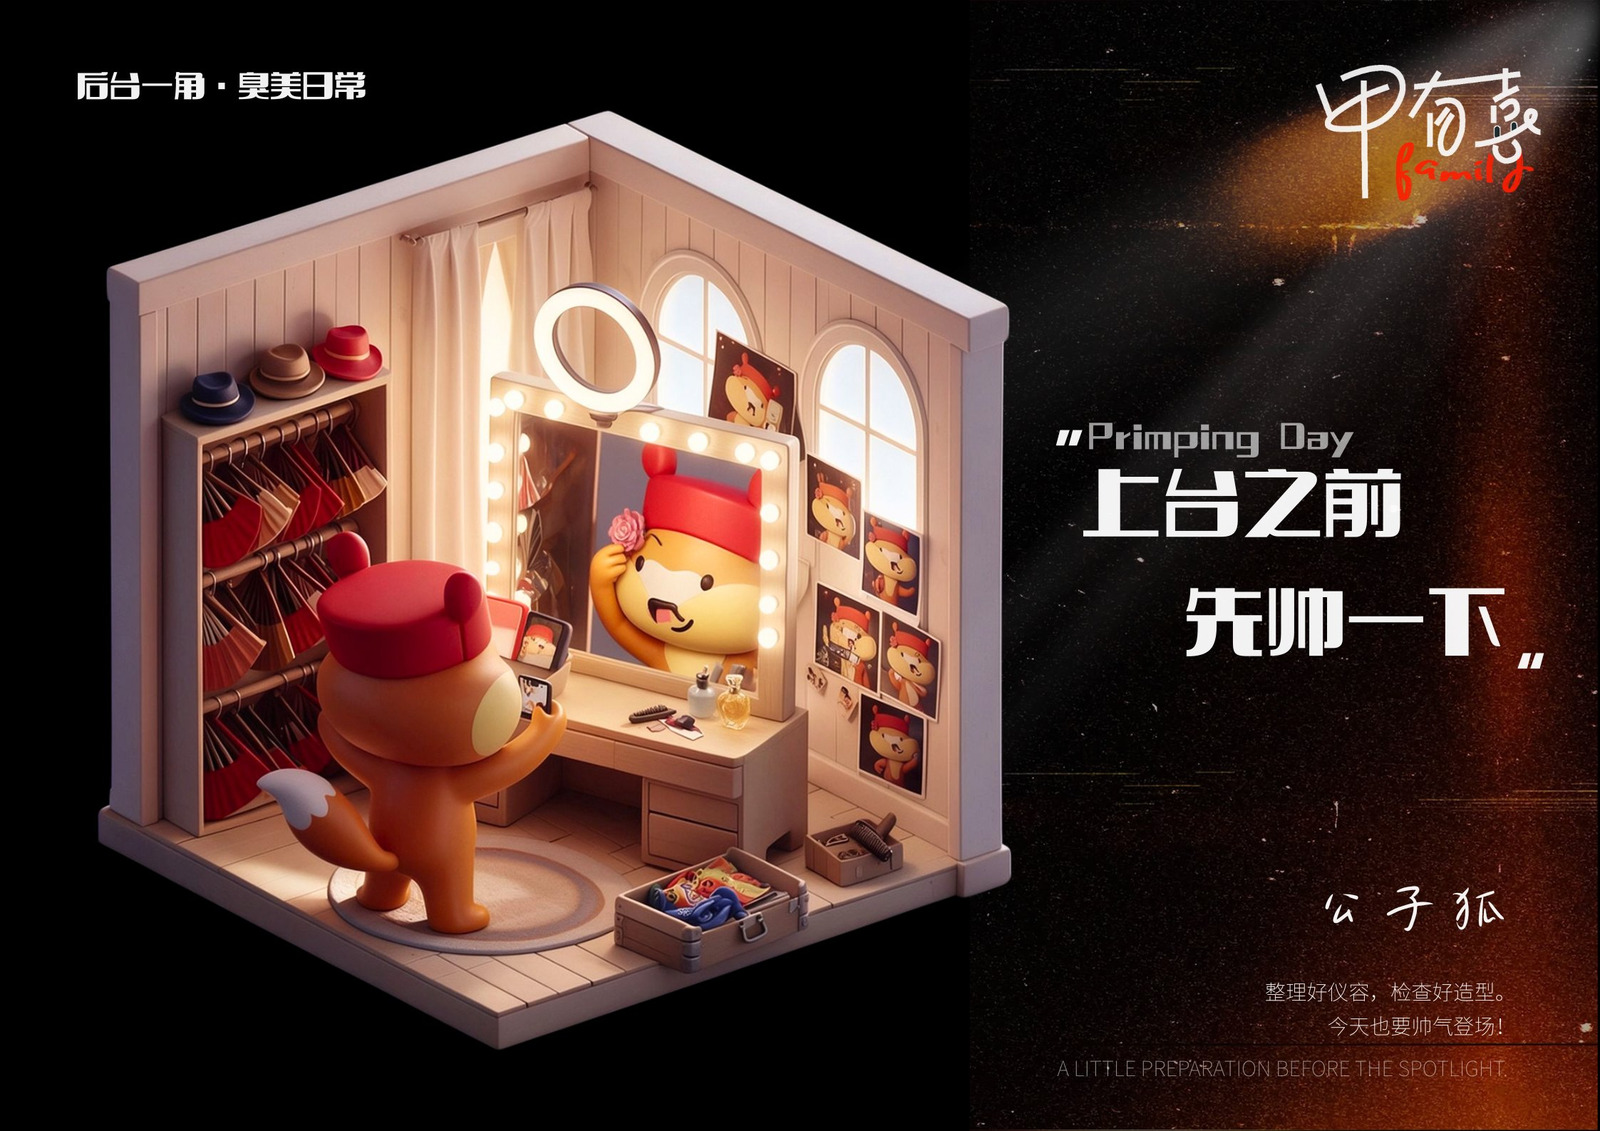 后台一角·臭美日常
甲有喜
family
"Primping Day
上台之前
先帅一下"
公子狐
整理好仪容，检查好造型。
今天也要帅气登场！
A LITTLE PREPARATION BEFORE THE SPOTLIGHT.